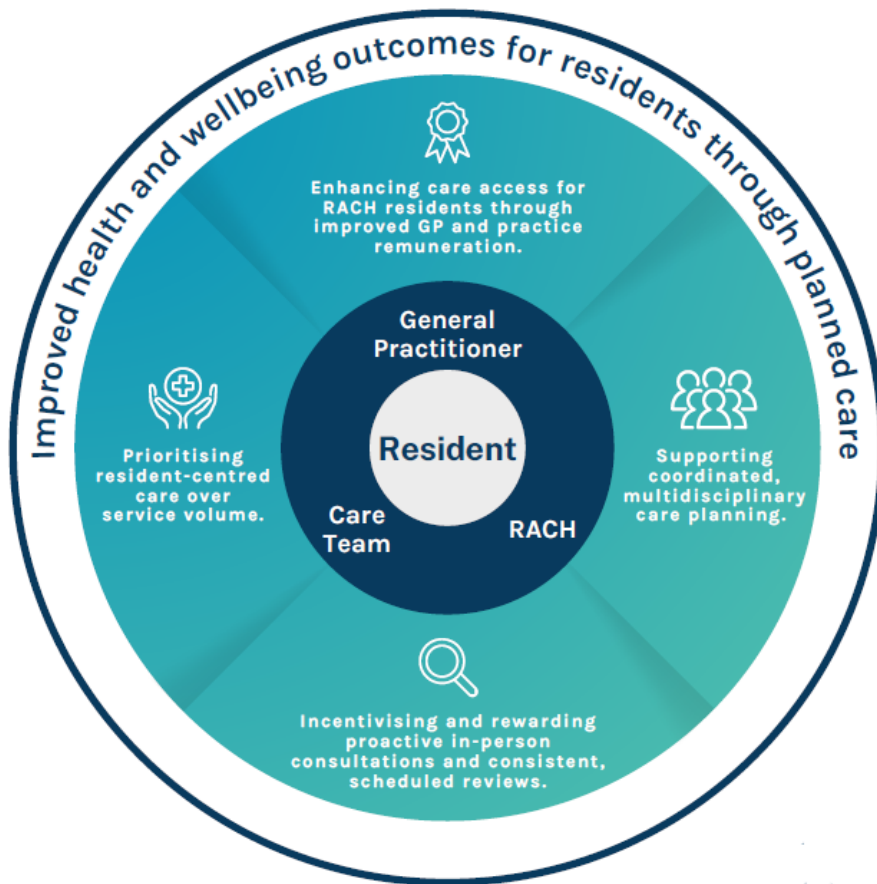 Improved health and wellbeing outcomes for residents through planned care
Enhancing care access for
RACH residents through
improved GP and practice
remuneration.
General
Practitioner
Resident
Care
Team
RACH
Prioritising
resident-centred
care over
service volume.
Supporting
coordinated,
multidisciplinary
care planning.
Incentivising and rewarding
proactive in-person
consultations and consistent,
scheduled reviews.